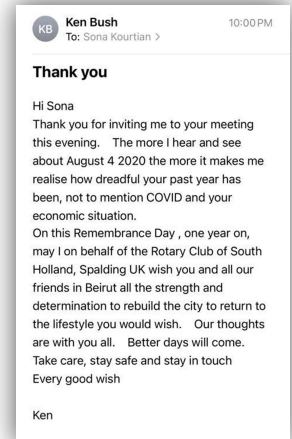 KB
Ken Bush
10:00 PM
To: Sona Kourtian >
Thank you
Hi Sona
Thank you for inviting me to your meeting
this evening. The more I hear and see
about August 4 2020 the more it makes me
realise how dreadful your past year has
been, not to mention COVID and your
economic situation.
On this Remembrance Day , one year on,
may I on behalf of the Rotary Club of South
Holland, Spalding UK wish you and all our
friends in Beirut all the strength and
determination to rebuild the city to return to
the lifestyle you would wish. Our thoughts
are with you all. Better days will come.
Take care, stay safe and stay in touch
Every good wish
Ken